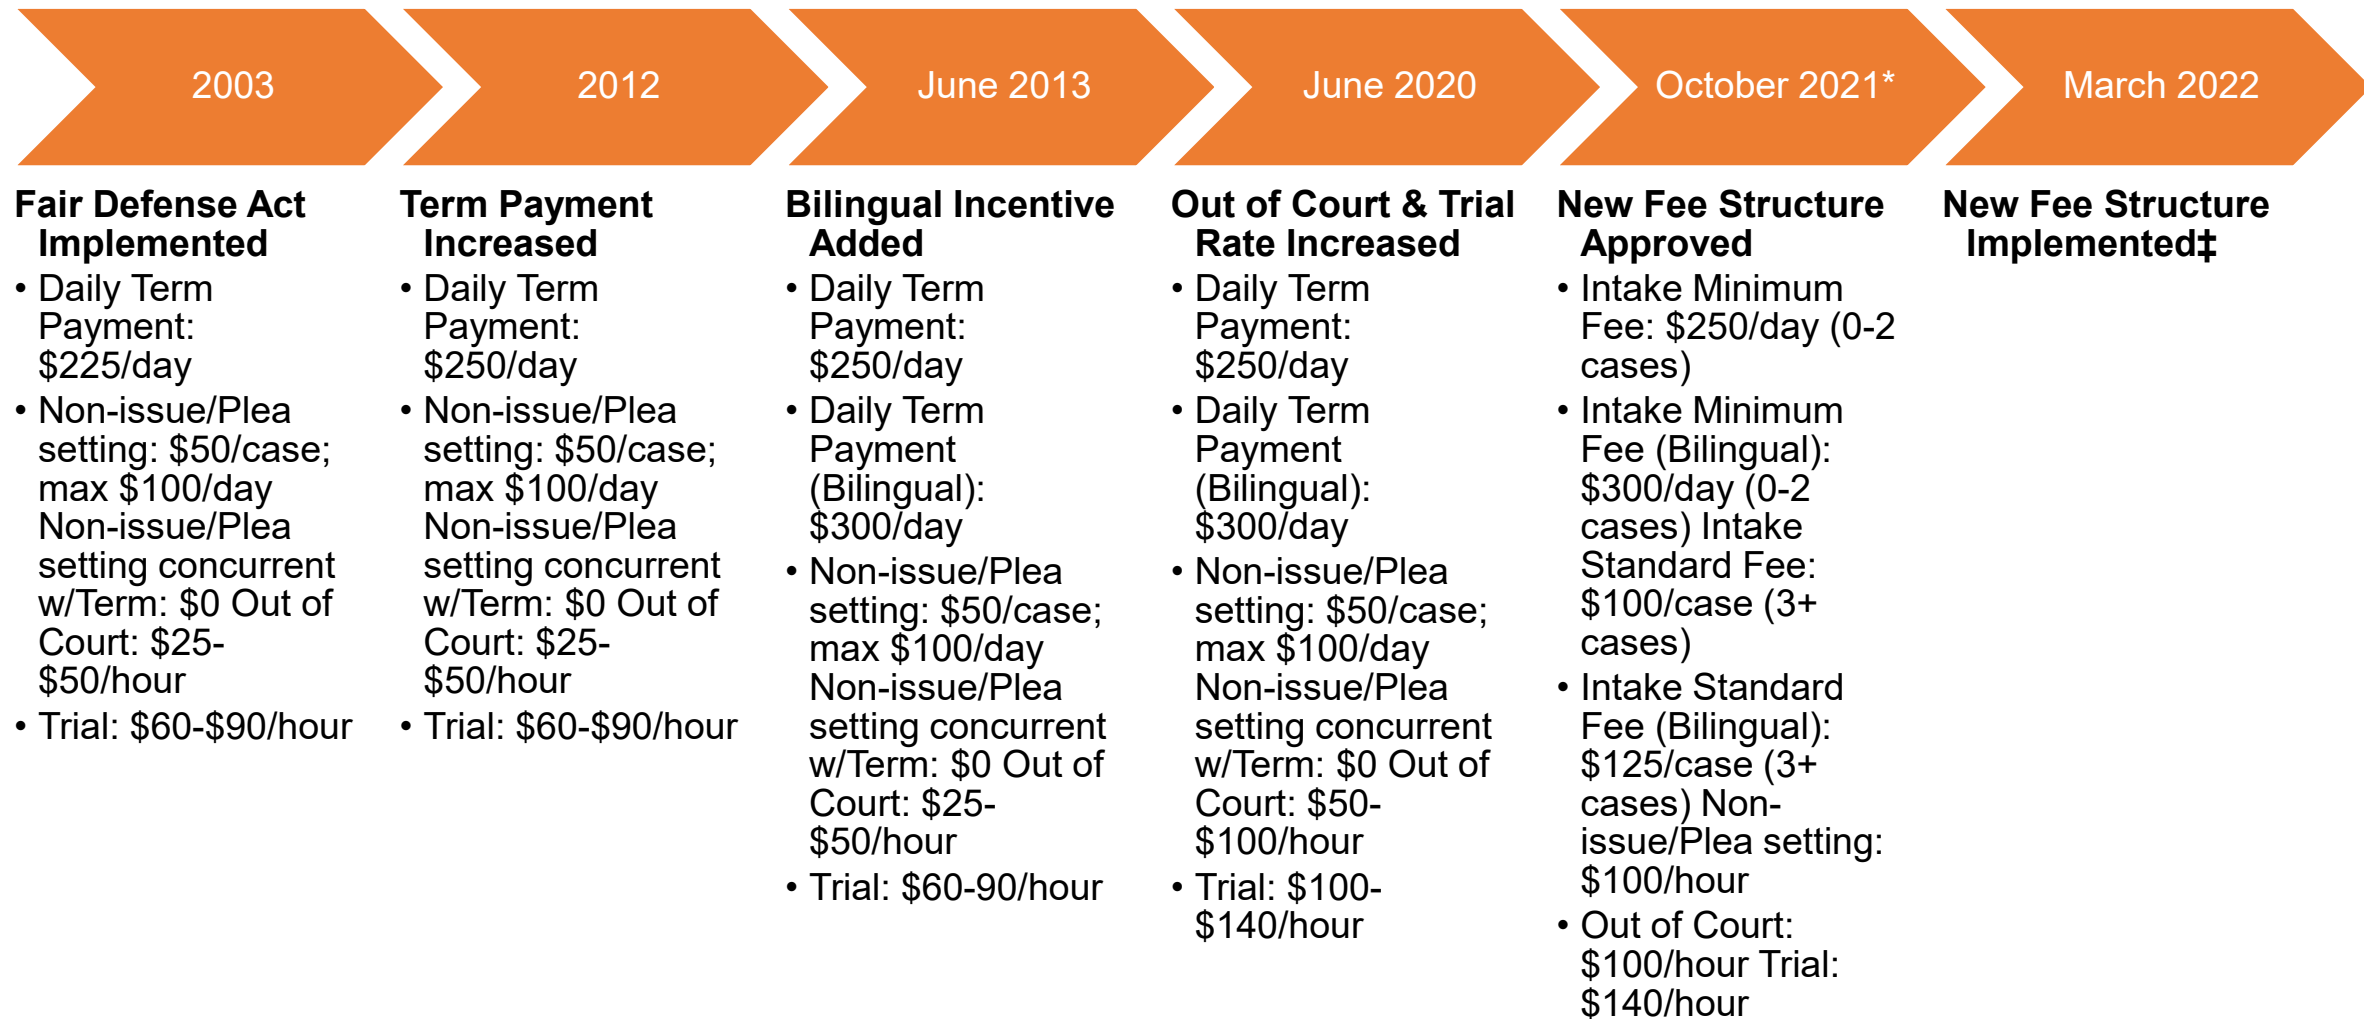 2003
2012
June 2013
June 2020
October 2021*
March 2022
Fair Defense Act
Implemented
• Daily Term
Payment:
$225/day
• Non-issue/Plea
setting: $50/case;
max $100/day
Non-issue/Plea
setting concurrent
w/Term: $0 Out of
Court: $25-
$50/hour
• Trial: $60-$90/hour
Term Payment
Increased
• Daily Term
Payment:
$250/day
• Non-issue/Plea
setting: $50/case;
max $100/day
Non-issue/Plea
setting concurrent
w/Term: $0 Out of
Court: $25-
$50/hour
• Trial: $60-$90/hour
Bilingual Incentive
Added
• Daily Term
Payment:
$250/day
• Daily Term
Payment
(Bilingual):
$300/day
• Non-issue/Plea
setting: $50/case;
max $100/day
Non-issue/Plea
setting concurrent
w/Term: $0 Out of
Court: $25-
$50/hour
• Trial: $60-90/hour
Out of Court & Trial
Rate Increased
• Daily Term
Payment:
$250/day
• Daily Term
Payment
(Bilingual):
$300/day
• Non-issue/Plea
setting: $50/case;
max $100/day
Non-issue/Plea
setting concurrent
w/Term: $0 Out of
Court: $50-
$100/hour
• Trial: $100-
$140/hour
New Fee Structure
Approved
• Intake Minimum
Fee: $250/day (0-2
cases)
• Intake Minimum
Fee (Bilingual):
$300/day (0-2
cases) Intake
Standard Fee:
$100/case (3+
cases)
• Intake Standard
Fee (Bilingual):
$125/case (3+
cases) Non-
issue/Plea setting:
$100/hour
• Out of Court:
$100/hour Trial:
$140/hour
New Fee Structure
Implemented‡